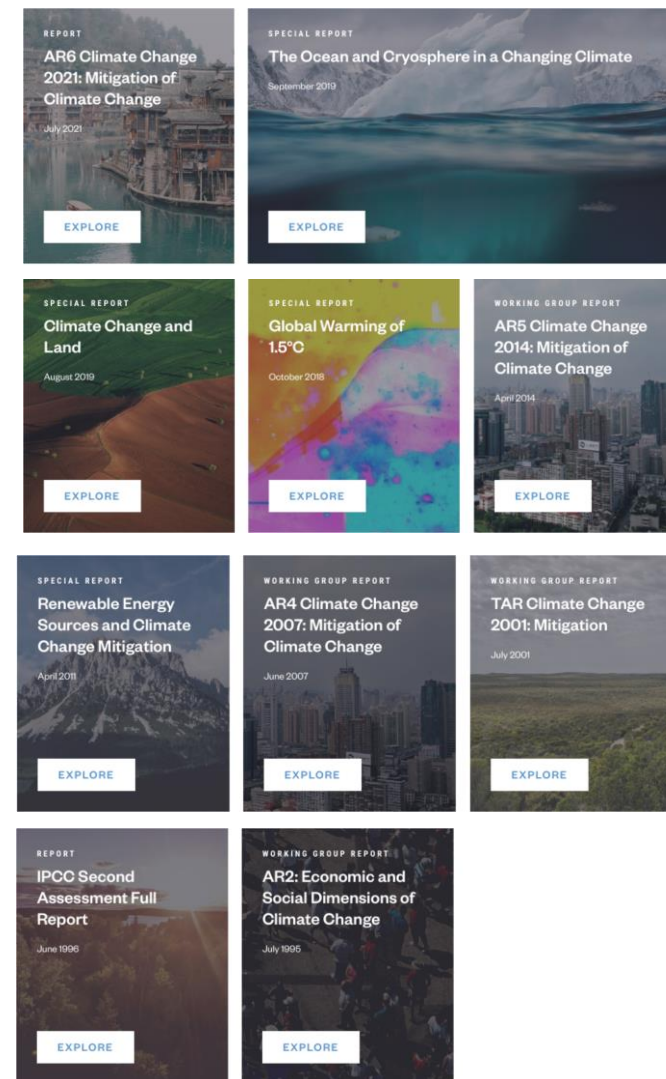 REPORT
AR6 Climate Change
2021: Mitigation of
Climate Change
July 2021
EXPLORE
SPECIAL REPORT
The Ocean and Cryosphere in a Changing Climate
September 2019
EXPLORE
SPECIAL REPORT
Climate Change and
Land
August 2019
EXPLORE
SPECIAL REPORT
Global Warming of
1.5°C
October 2018
EXPLORE
WORKING GROUP REPORT
AR5 Climate Change
2014: Mitigation of
Climate Change
April 2014
EXPLORE
SPECIAL REPORT
Renewable Energy
Sources and Climate
Change Mitigation
April 2011
EXPLORE
WORKING GROUP REPORT
AR4 Climate Change
2007: Mitigation of
Climate Change
June 2007
EXPLORE
WORKING GROUP REPORT
TAR Climate Change
2001: Mitigation
July 2001
EXPLORE
REPORT
IPCC Second
Assessment Full
Report
June 1996
EXPLORE
WORKING GROUP REPORT
AR2: Economic and
Social Dimensions of
Climate Change
July 1995
EXPLORE